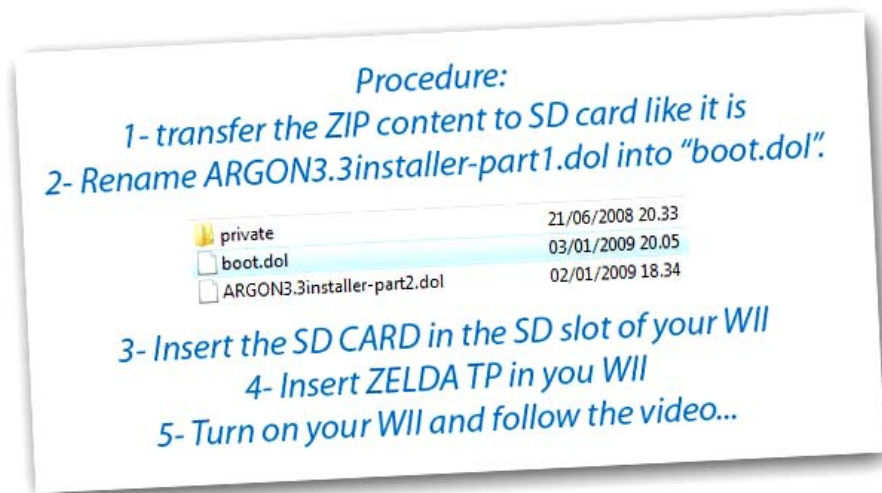 Procedure:
1- transfer the ZIP content to SD card like it is
2- Rename ARGON3.3installer-part1.dol into "boot.dol".
private 21/06/2008 20.33
boot.dol 03/01/2009 20.05
ARGON3.3installer-part2.dol 02/01/2009 18.34
3- Insert the SD CARD in the SD slot of your WII
4- Insert ZELDA TP in you WII
5- Turn on your WII and follow the video...